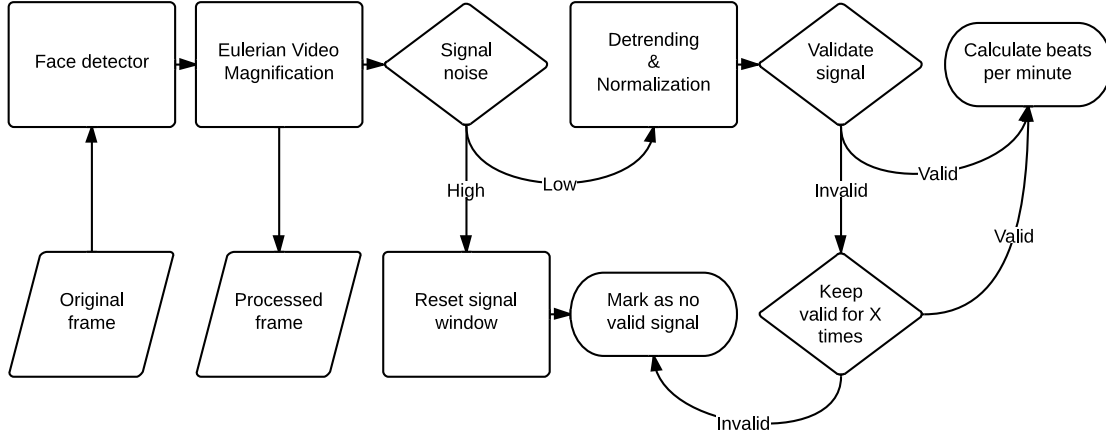 Face detector
Eulerian Video
Magnification
Signal
noise
Detrending
&
Normalization
Validate
signal
Calculate beats
per minute
High
Low
Invalid
Valid
Valid
Original
frame
Processed
frame
Reset signal
window
Mark as no
valid signal
Keep
valid for X
times
Invalid